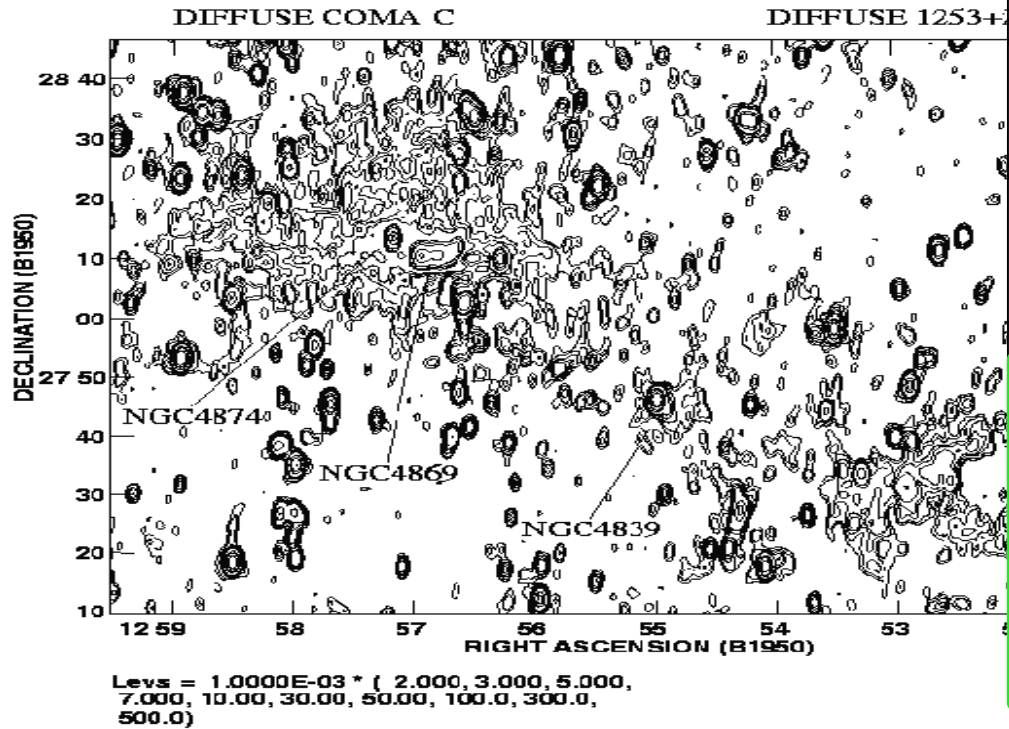 DIFFUSE COMA C DIFFUSE 1253+
28 40
30
20
10
00
27 50
40
30
20
10
DECLINATION (B1950)
NGC4874
NGC4869
NGC4839
12 59 58 57 56 55 54 53
RIGHT ASCENSION (B1950)
Levs = 1.0000E-03 * ( 2.000, 3.000, 5.000,
7.000, 10.00, 30.00, 50.00, 100.0, 300.0,
500.0)